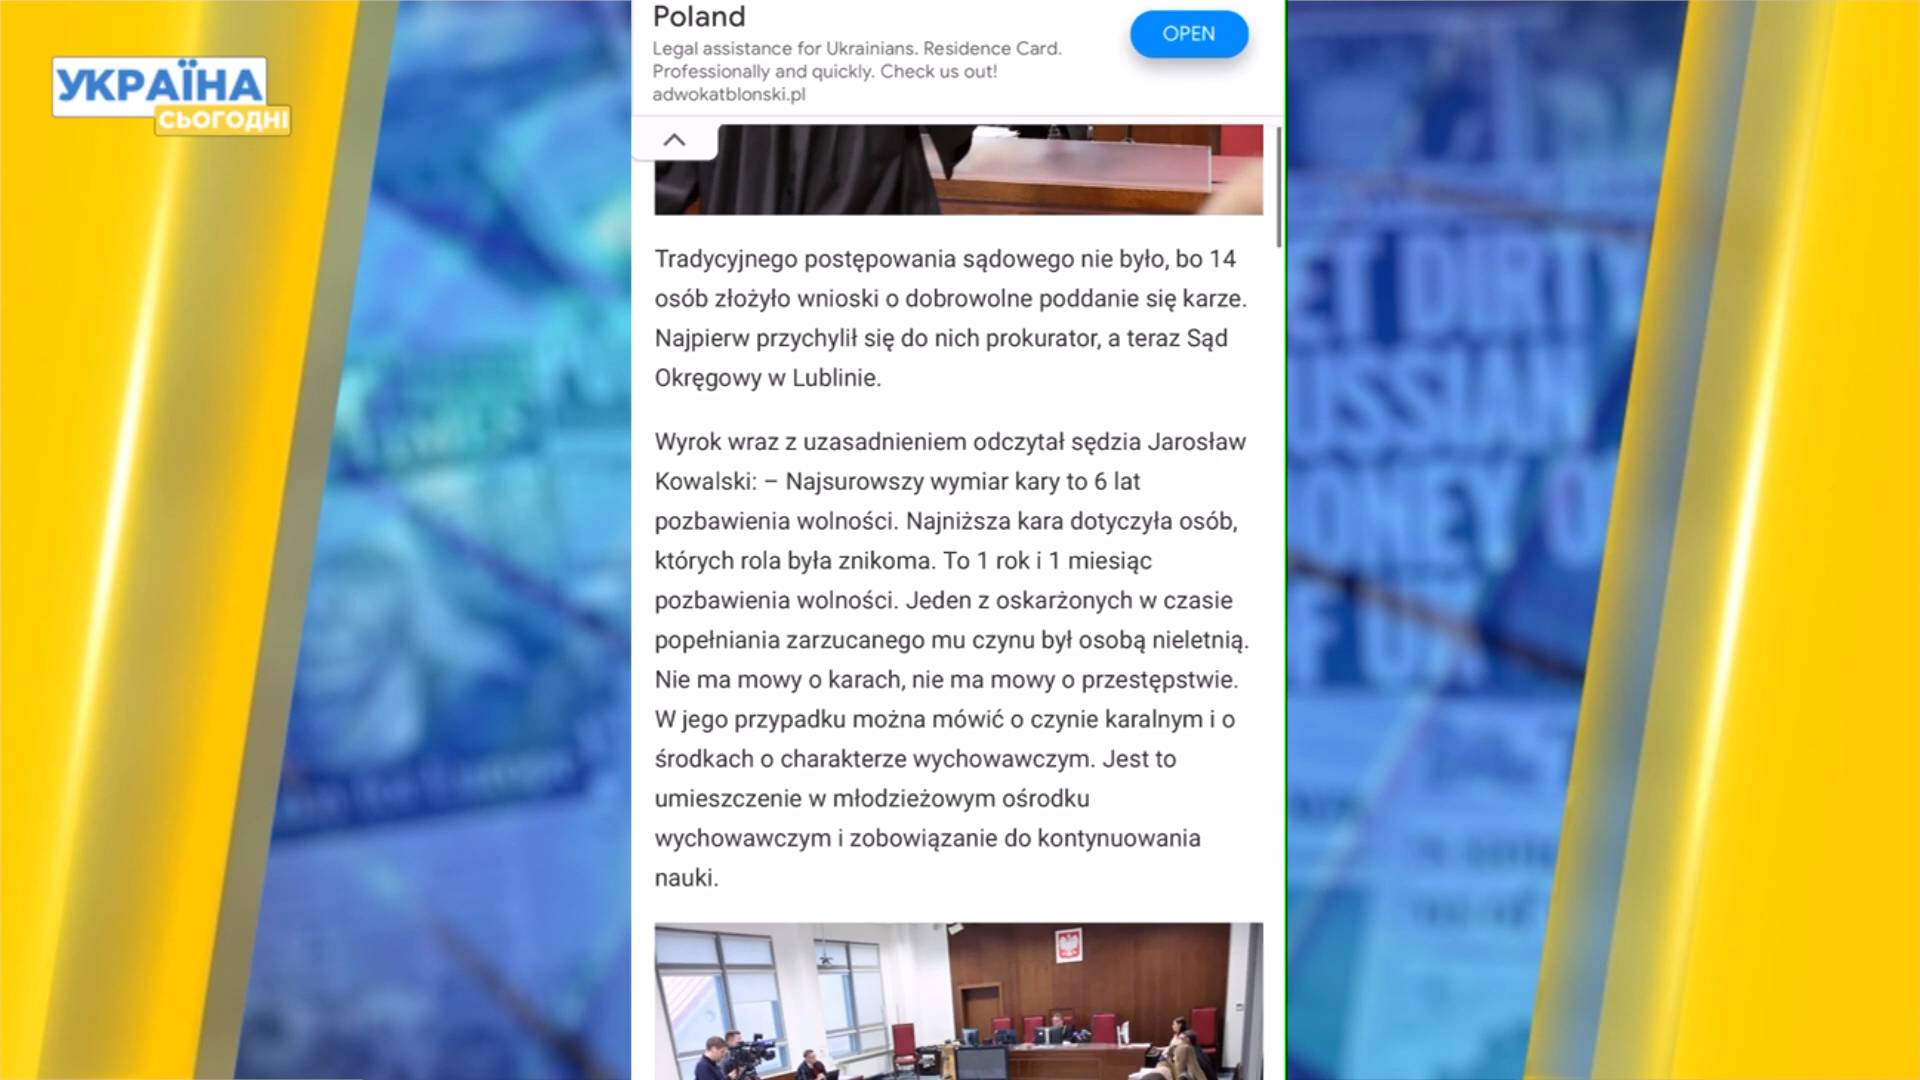 УКРАЇНА
СЬОГОДНІ
Poland
Legal assistance for Ukrainians. Residence Card.
Professionally and quickly. Check us out!
adwokatblonski.pl
OPEN
Tradycyjnego postępowania sądowego nie było, bo 14
osób złożyło wnioski o dobrowolne poddanie się karze.
Najpierw przychylił się do nich prokurator, a teraz Sąd
Okręgowy w Lublinie.
Wyrok wraz z uzasadnieniem odczytał sędzia Jarosław
Kowalski: – Najsurowszy wymiar kary to 6 lat
pozbawienia wolności. Najniższa kara dotyczyła osób,
których rola była znikoma. To 1 rok i 1 miesiąc
pozbawienia wolności. Jeden z oskarżonych w czasie
popełniania zarzucanego mu czynu był osobą nieletnią.
Nie ma mowy o karach, nie ma mowy o przestępstwie.
W jego przypadku można mówić o czynie karalnym i o
środkach o charakterze wychowawczym. Jest to
umieszczenie w młodzieżowym ośrodku
wychowawczym i zobowiązanie do kontynuowania
nauki.
ET DIRTY
USSIAN
ONEY O
F UK